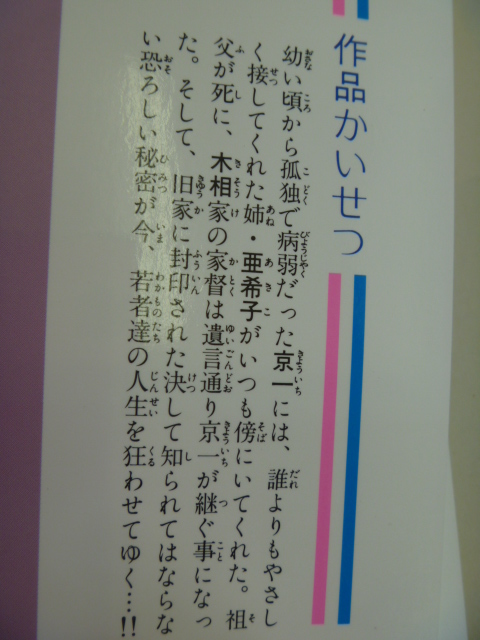 作品かいせつ
幼い頃から孤独で病弱だった京一には、誰よりもやさし
く接してくれた姉・亜希子がいつも傍にいてくれた。祖
父が死に、木相家の家督は遺言通り京一が継ぐ事になっ
た。そして、旧家に封印された決して知られてはならな
い恐ろしい秘密が今、若者達の人生を狂わせてゆく…!!